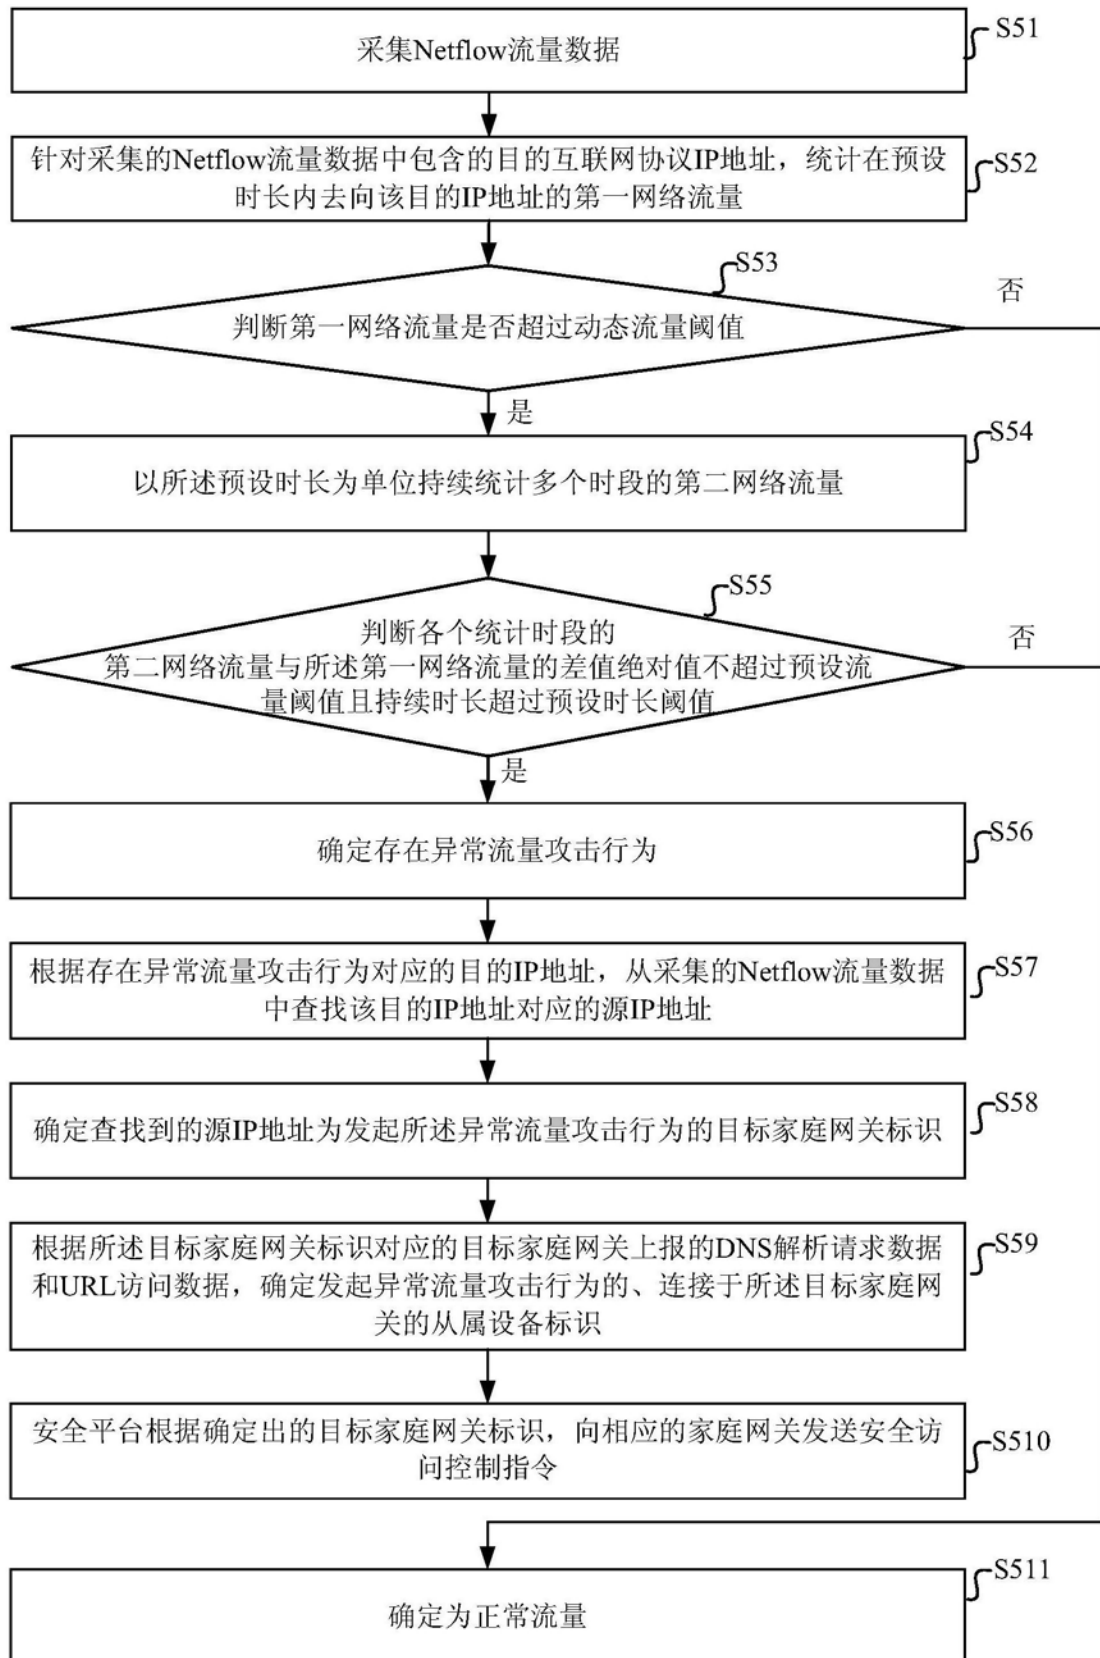 采集Netflow流量数据
S51
针对采集的Netflow流量数据中包含的目的互联网协议IP地址，统计在预设
时长内去向该目的IP地址的第一网络流量
S52
S53
判断第一网络流量是否超过动态流量阈值
否
是
S54
以所述预设时长为单位持续统计多个时段的第二网络流量
S55
判断各个统计时段的
第二网络流量与所述第一网络流量的差值绝对值不超过预设流
量阈值且持续时长超过预设时长阈值
否
是
确定存在异常流量攻击行为
S56
根据存在异常流量攻击行为对应的目的IP地址，从采集的Netflow流量数据
中查找该目的IP地址对应的源IP地址
S57
确定查找到的源IP地址为发起所述异常流量攻击行为的目标家庭网关标识
S58
根据所述目标家庭网关标识对应的目标家庭网关上报的DNS解析请求数据
和URL访问数据，确定发起异常流量攻击行为的、连接于所述目标家庭网
关的从属设备标识
S59
安全平台根据确定出的目标家庭网关标识，向相应的家庭网关发送安全访
问控制指令
S510
S511
确定为正常流量